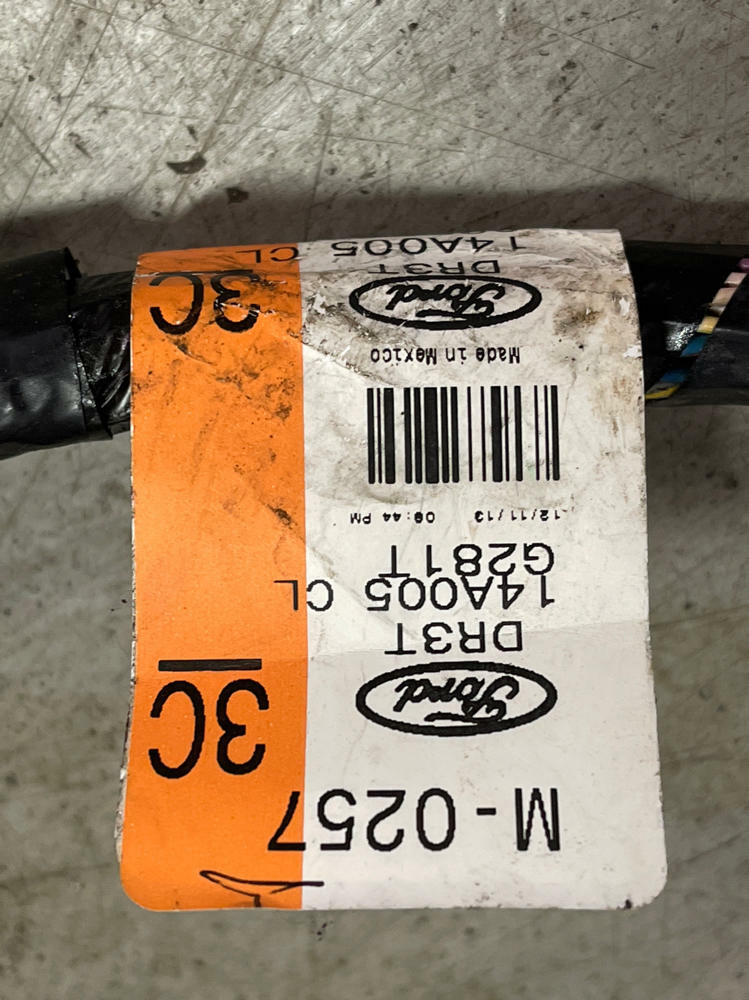 M-0257
Ford
3C
DR3T
14A005 CL
G281T
12/11/13 08:44 PM
Made in Mexico
Ford
3C
DR3T
14A005 CL